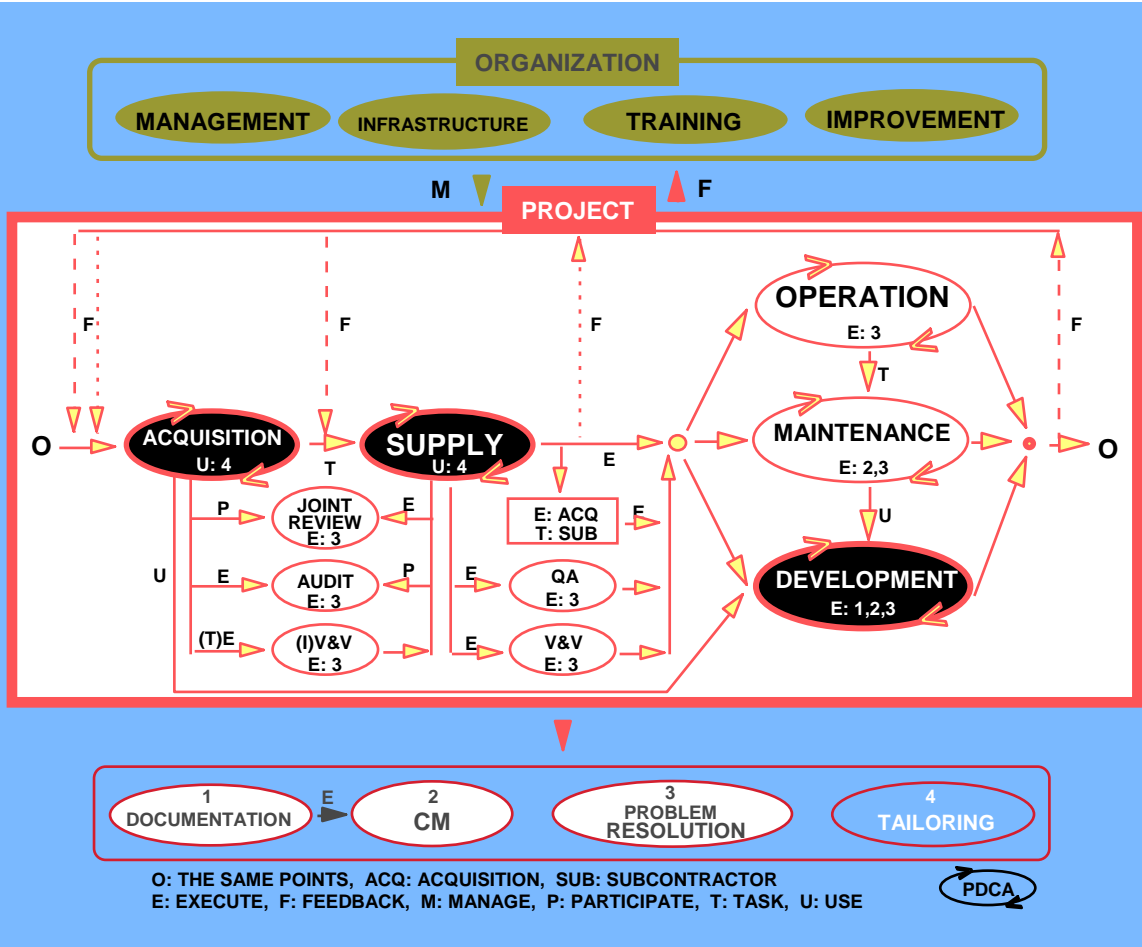 ORGANIZATION
MANAGEMENT
INFRASTRUCTURE
TRAINING
IMPROVEMENT
M
F
PROJECT
F
F
F
F
OPERATION
E: 3
T
O
ACQUISITION
U: 4
T
SUPPLY
U: 4
E
MAINTENANCE
E: 2,3
O
P
JOINT
REVIEW
E: 3
E
E: ACQ
T: SUB
E
U
U
E
AUDIT
E: 3
P
E
QA
E: 3
DEVELOPMENT
E: 1,2,3
(T)E
(I)V&V
E: 3
E
V&V
E: 3
1
DOCUMENTATION
E
2
CM
3
PROBLEM
RESOLUTION
4
TAILORING
O: THE SAME POINTS, ACQ: ACQUISITION, SUB: SUBCONTRACTOR
E: EXECUTE, F: FEEDBACK, M: MANAGE, P: PARTICIPATE, T: TASK, U: USE
PDCA